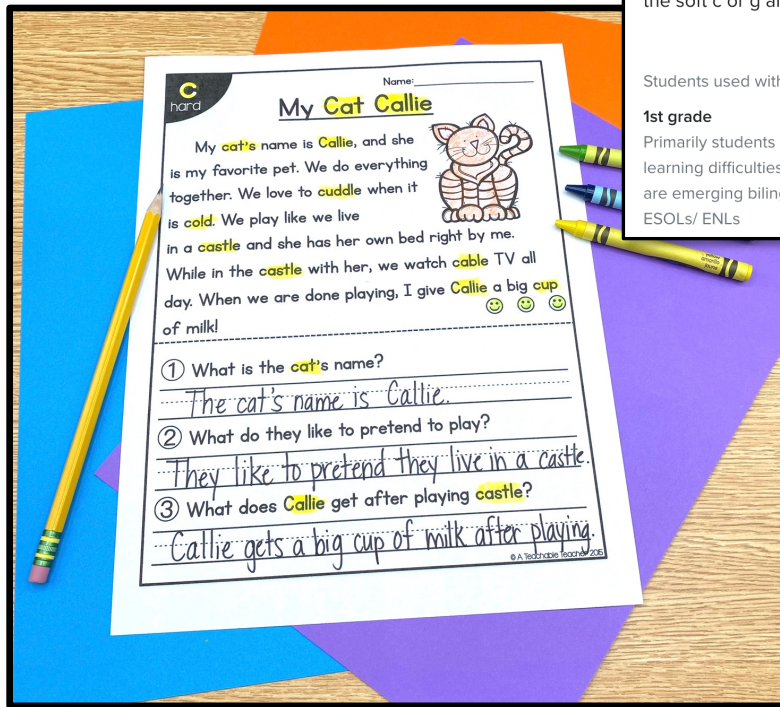 the soft c or g
Students used
1st grade
Primarily students
learning difficulties
are emerging
ESOLs/ ENLs
C
hard
Name:
My Cat Callie
My cat's name is Callie, and she
is my favorite pet. We do everything
together. We love to cuddle when it
is cold. We play like we live
in a castle and she has her own bed right by me.
While in the castle with her, we watch cable TV all
day. When we are done playing, I give Callie a big cup
of milk!
1 What is the cat's name?
The cat's name is Callie.
2 What do they like to pretend to play?
They like to pretend they live in a castle.
3 What does Callie get after playing castle?
Callie gets a big cup of milk after playing.
© A Teachable Teacher 2015